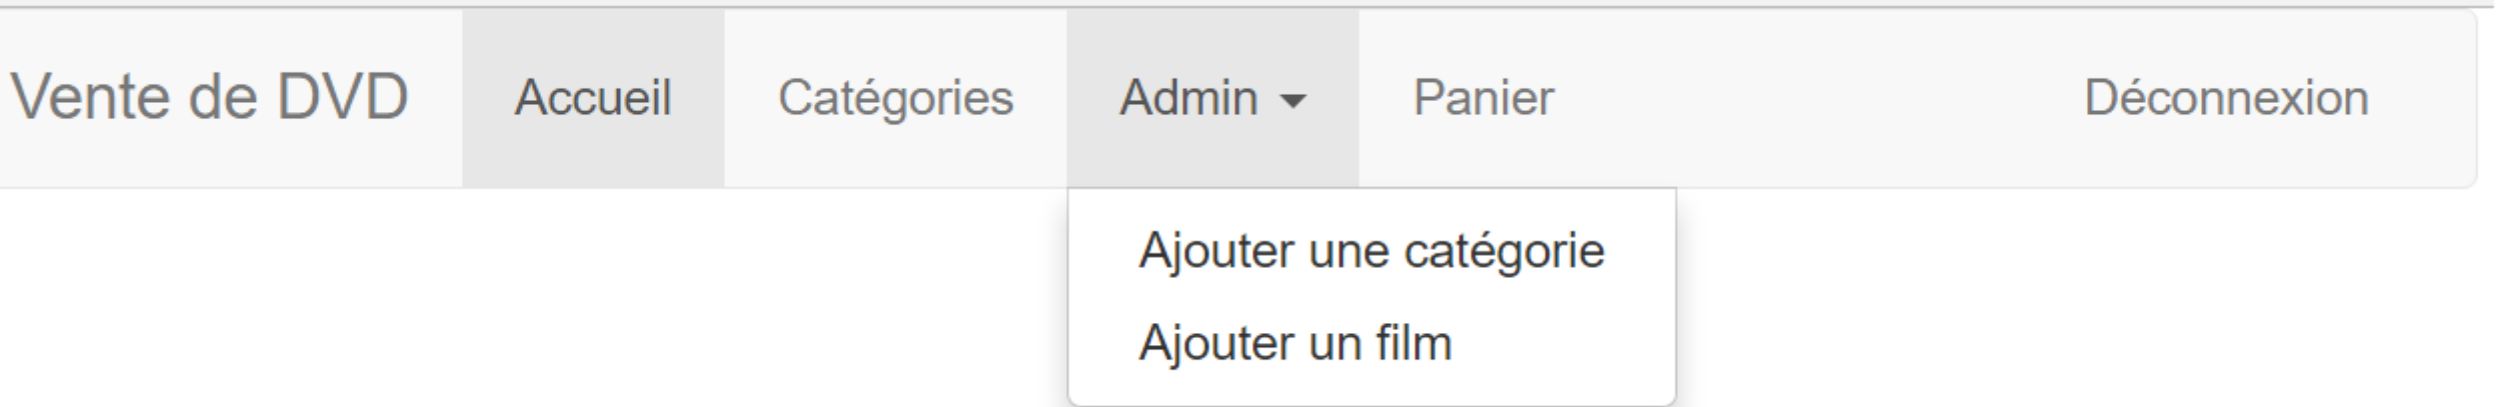 Vente de DVD Accueil Catégories Admin Panier Déconnexion
Ajouter une catégorie
Ajouter un film